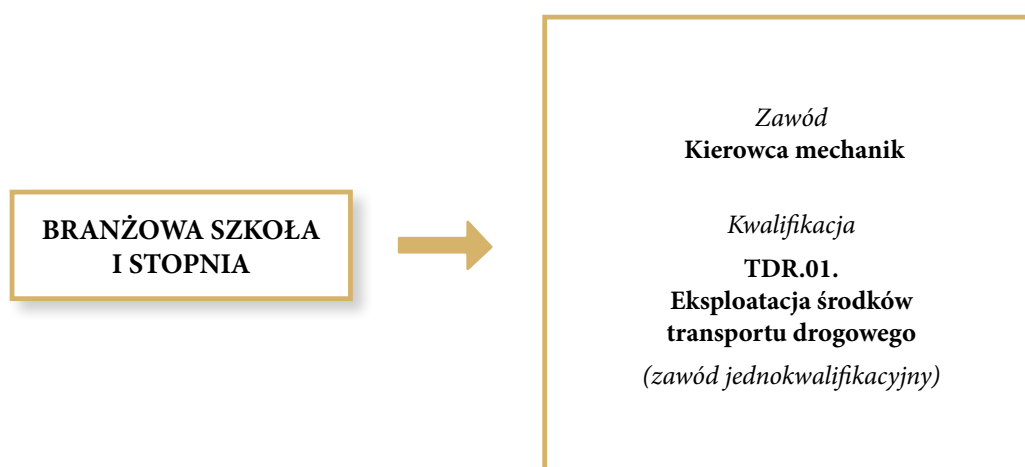 BRANŻOWA SZKOŁA
I STOPNIA
Zawód
Kierowca mechanik
Kwalifikacja
TDR.01.
Eksploatacja środków
transportu drogowego
(zawód jednokwalifikacyjny)